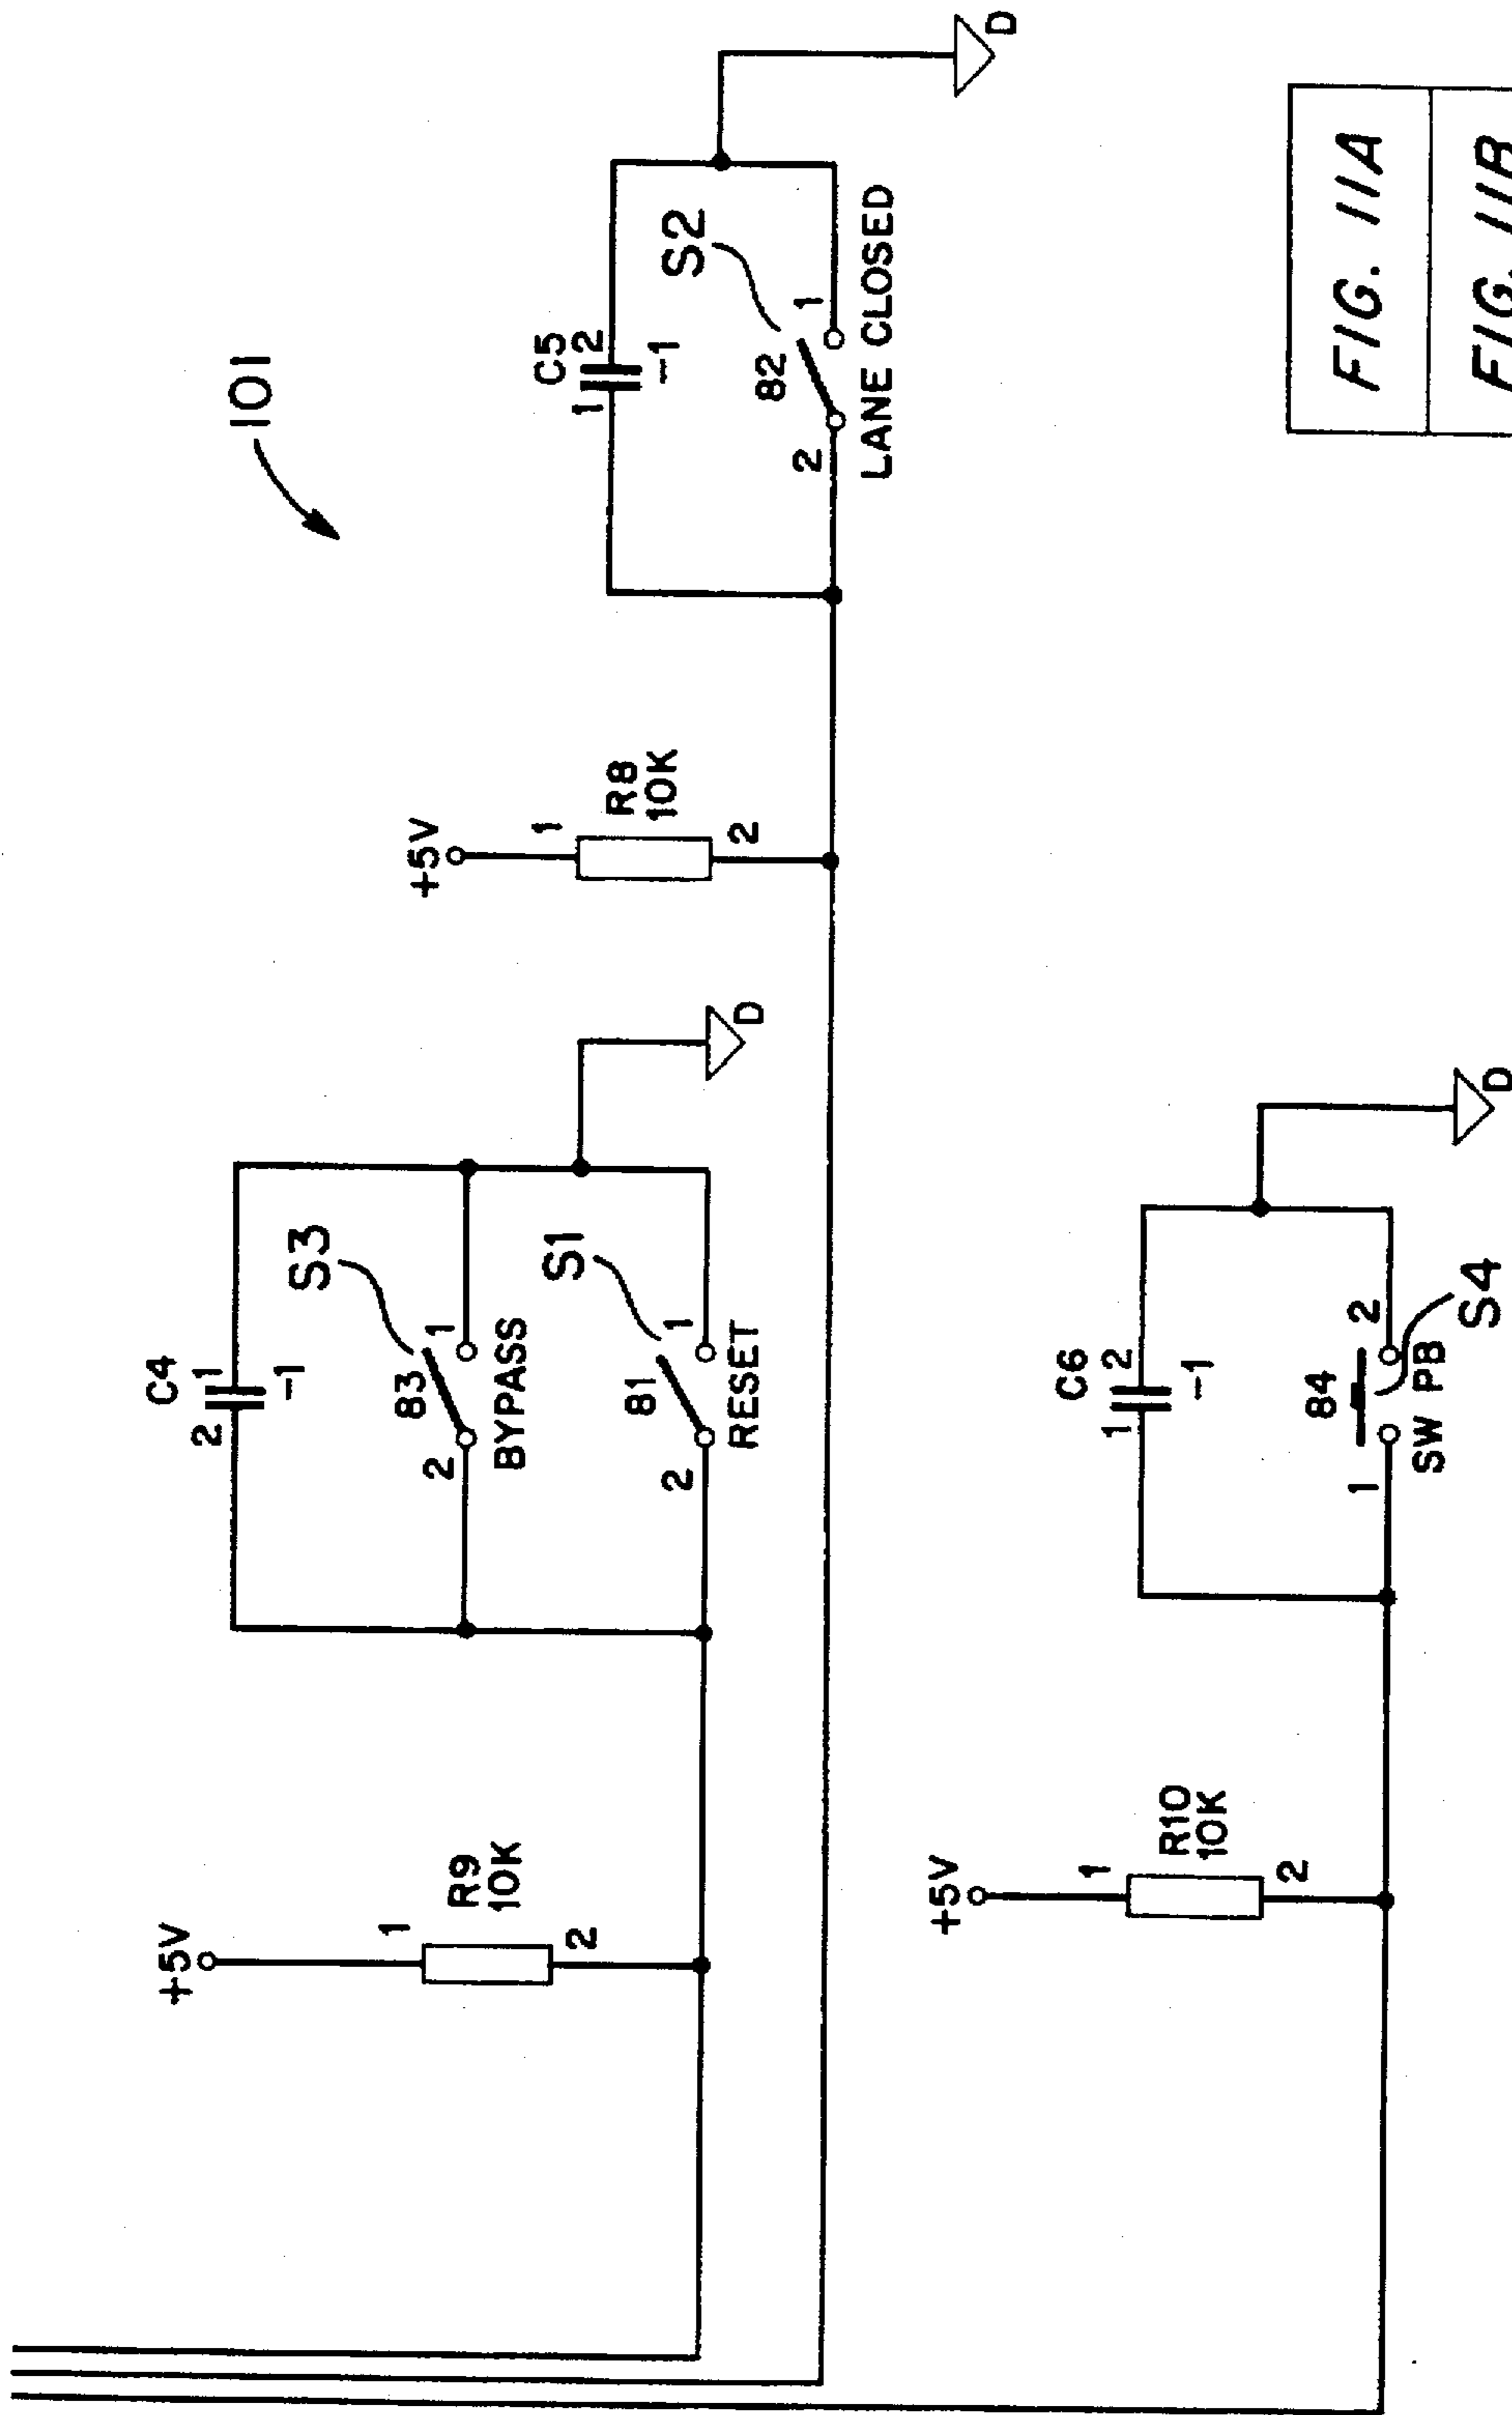 101
+5V
1
R9
10K
2
C4
2
1
-1
S3
83
2
1
BYPASS
S1
81
2
1
RESET
D
+5V
1
R8
10K
2
C5
1
2
-1
S2
82
2
1
LANE CLOSED
D
+5V
1
R10
10K
2
C6
1
2
-1
84
1
2
SW PB
S4
D
FIG. 11A
FIG. 11B